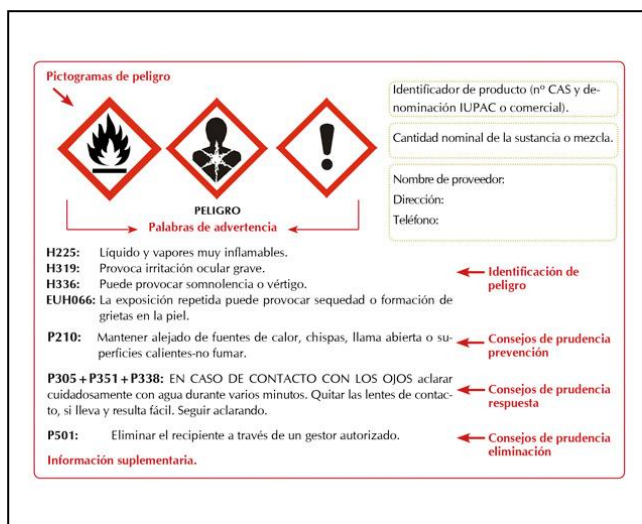 Pictogramas de peligro
Identificador de producto (nº CAS y de-
nominación IUPAC o comercial).
Cantidad nominal de la sustancia o mezcla.
Nombre de proveedor:
Dirección:
Teléfono:
PELIGRO
Palabras de advertencia
H225: Líquido y vapores muy inflamables.
H319: Provoca irritación ocular grave.
H336: Puede provocar somnolencia o vértigo.
EUH066: La exposición repetida puede provocar sequedad o formación de
grietas en la piel.
Identificación de
peligro
P210: Mantener alejado de fuentes de calor, chispas, llama abierta o su-
perficies calientes-no fumar.
Consejos de prudencia
prevención
P305+P351+P338: EN CASO DE CONTACTO CON LOS OJOS aclarar
cuidadosamente con agua durante varios minutos. Quitar las lentes de contac-
to, si lleva y resulta fácil. Seguir aclarando.
Consejos de prudencia
respuesta
P501: Eliminar el recipiente a través de un gestor autorizado.
Consejos de prudencia
eliminación
Información suplementaria.